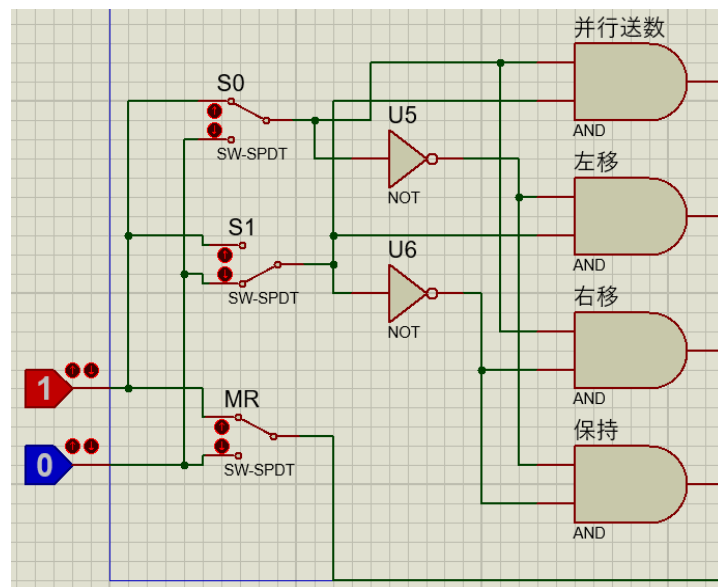 并行送数
S0
AND
SW-SPDT
U5
NOT
左移
AND
S1
SW-SPDT
U6
NOT
右移
AND
1
MR
SW-SPDT
0
保持
AND